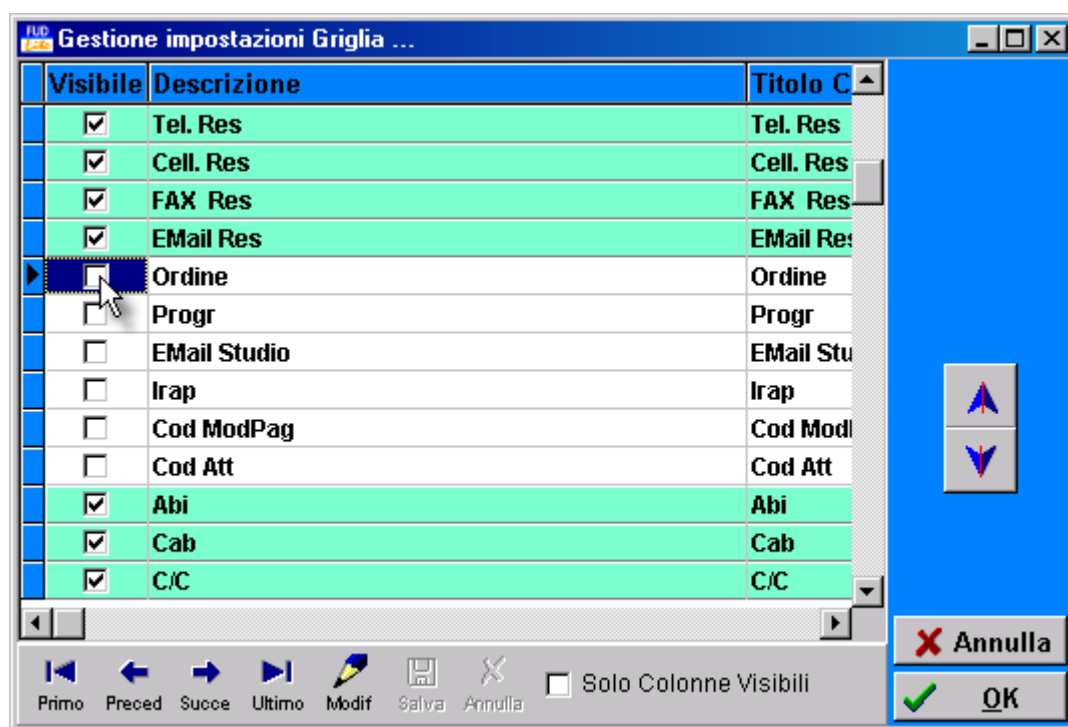 FUD Gestione impostazioni Griglia ...
Visibile Descrizione Titolo C
Tel. Res Tel. Res
Cell. Res Cell. Res
FAX Res FAX Res
EMail Res EMail Res
Ordine Ordine
Progr Progr
EMail Studio EMail Stu
Irap Irap
Cod ModPag Cod Mod
Cod Att Cod Att
Abi Abi
Cab Cab
C/C C/C
Annulla
Primo Preced Succe Ultimo Modif Salva Annulla Solo Colonne Visibili
OK